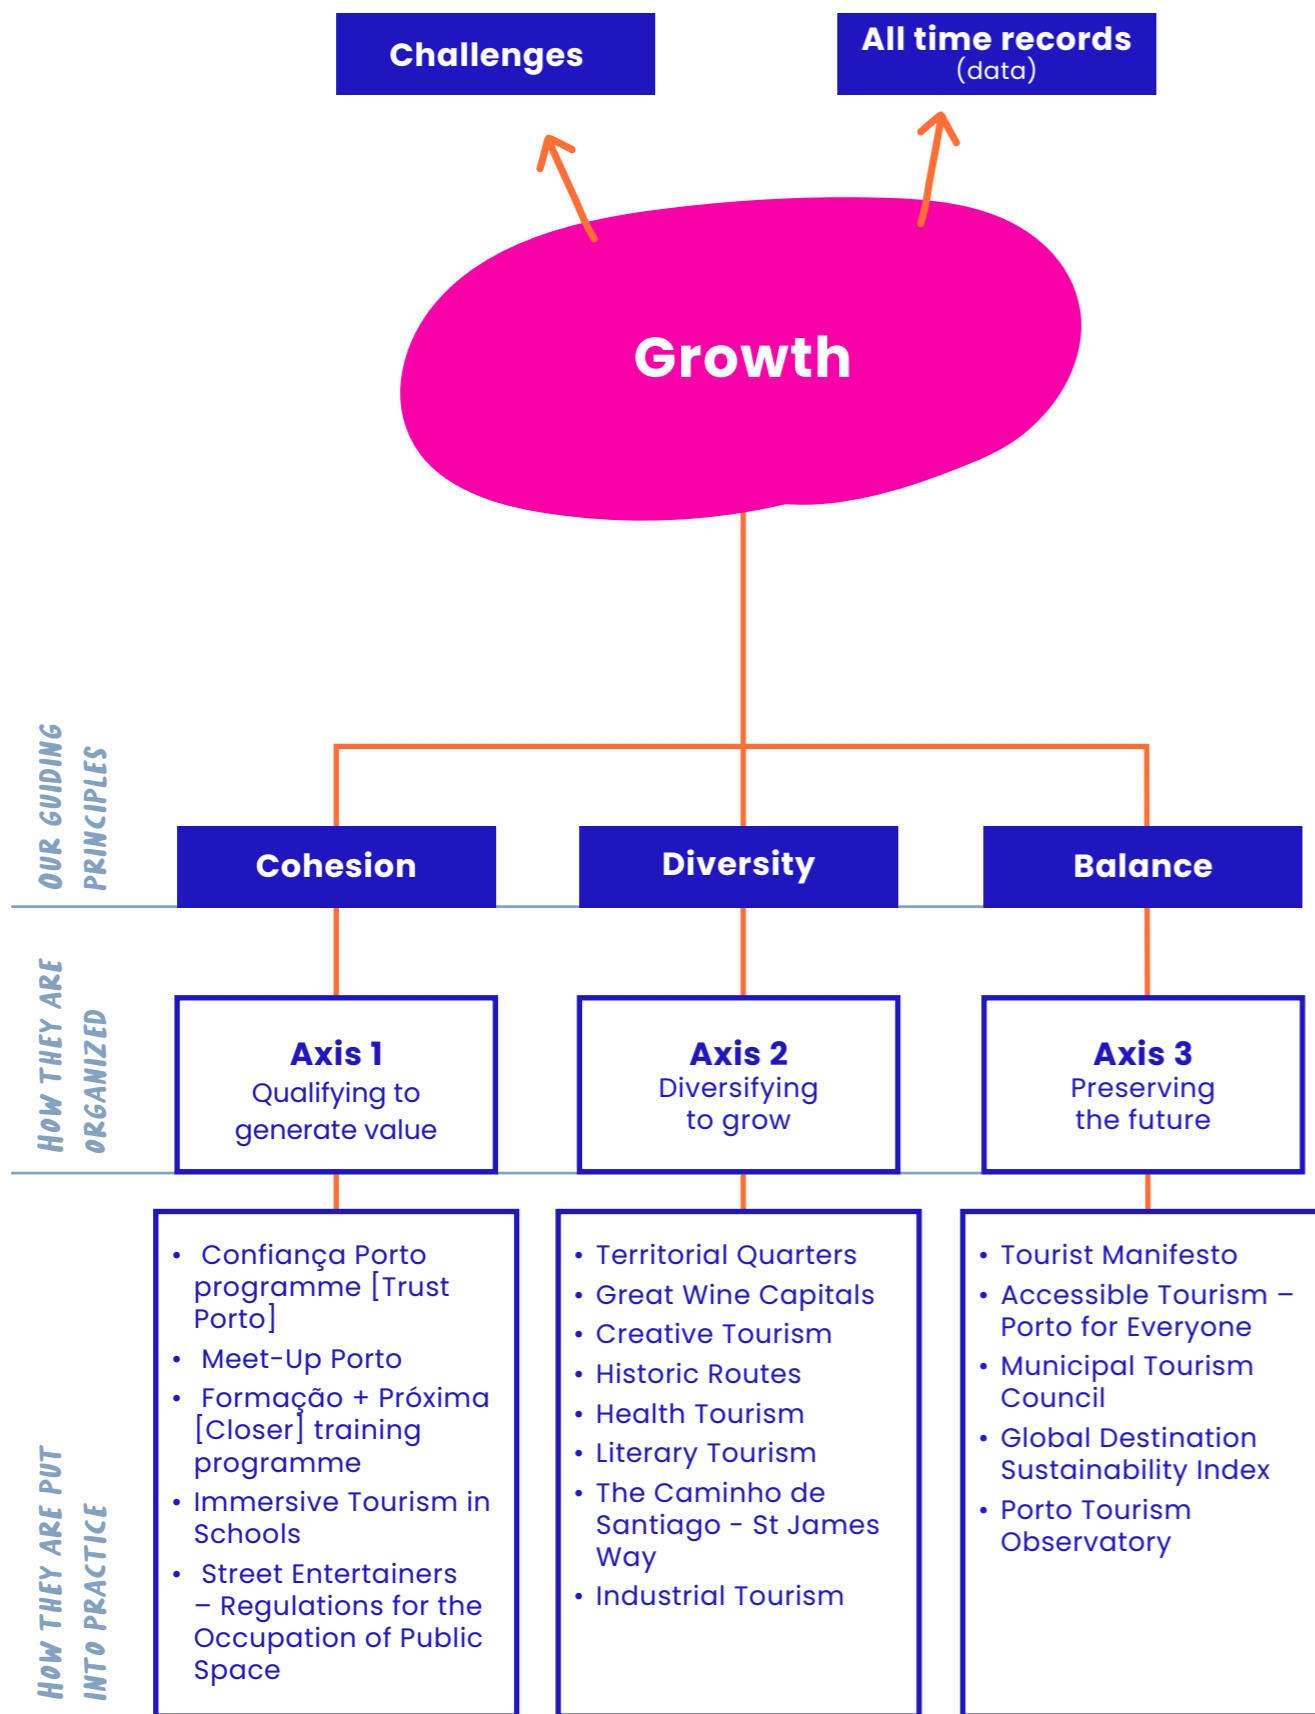 Challenges
All time records
(data)
Growth
OUR GUIDING
PRINCIPLES
Cohesion
Diversity
Balance
HOW THEY ARE
ORGANIZED
Axis 1
Qualifying to
generate value
Axis 2
Diversifying
to grow
Axis 3
Preserving
the future
HOW THEY ARE PUT
INTO PRACTICE
• Confiança Porto
programme [Trust
Porto]
• Meet-Up Porto
• Formação + Próxima
[Closer] training
programme
• Immersive Tourism in
Schools
• Street Entertainers
– Regulations for the
Occupation of Public
Space
• Territorial Quarters
• Great Wine Capitals
• Creative Tourism
• Historic Routes
• Health Tourism
• Literary Tourism
• The Caminho de
Santiago - St James
Way
• Industrial Tourism
• Tourist Manifesto
• Accessible Tourism –
Porto for Everyone
• Municipal Tourism
Council
• Global Destination
Sustainability Index
• Porto Tourism
Observatory